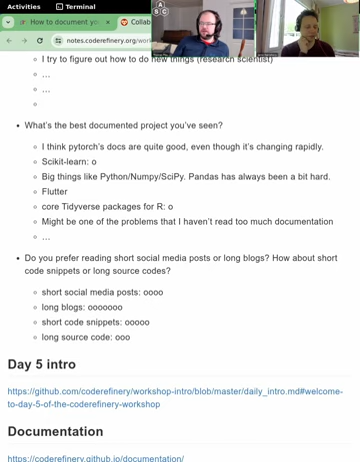 Activities Terminal
How to document yo
Collab
notes.coderefinery.org/wor
I try to figure out how to do new things (research scientist)
…
…
What's the best documented project you've seen?
I think pytorch's docs are quite good, even though it's changing rapidly.
Scikit-learn: o
Big things like Python/Numpy/SciPy. Pandas has always been a bit hard.
Flutter
core Tidyverse packages for R: o
Might be one of the problems that I haven't read too much documentation
…
Do you prefer reading short social media posts or long blogs? How about short
code snippets or long source codes?
short social media posts: oooo
long blogs: ooooooo
short code snippets: ooooo
long source code: ooo
Day 5 intro
https://github.com/coderefinery/workshop-intro/blob/master/daily_intro.md#welcome-
to-day-5-of-the-coderefinery-workshop
Documentation
https://coderefinery.github.io/documentation/